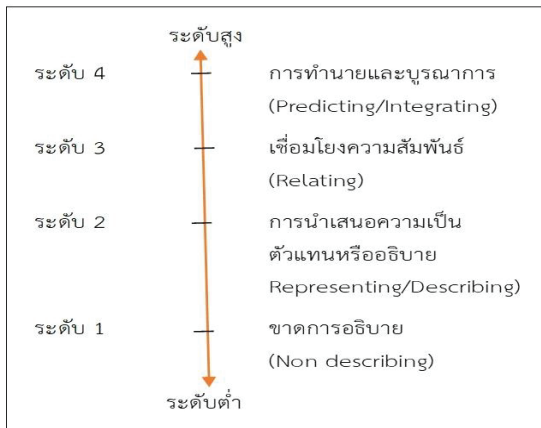 ระดับสูง
ระดับ 4 การทำนายและบูรณาการ
(Predicting/Integrating)
ระดับ 3 เชื่อมโยงความสัมพันธ์
(Relating)
ระดับ 2 การนำเสนอความเป็น
ตัวแทนหรืออธิบาย
Representing/Describing)
ระดับ 1 ขาดการอธิบาย
(Non describing)
ระดับต่ำ